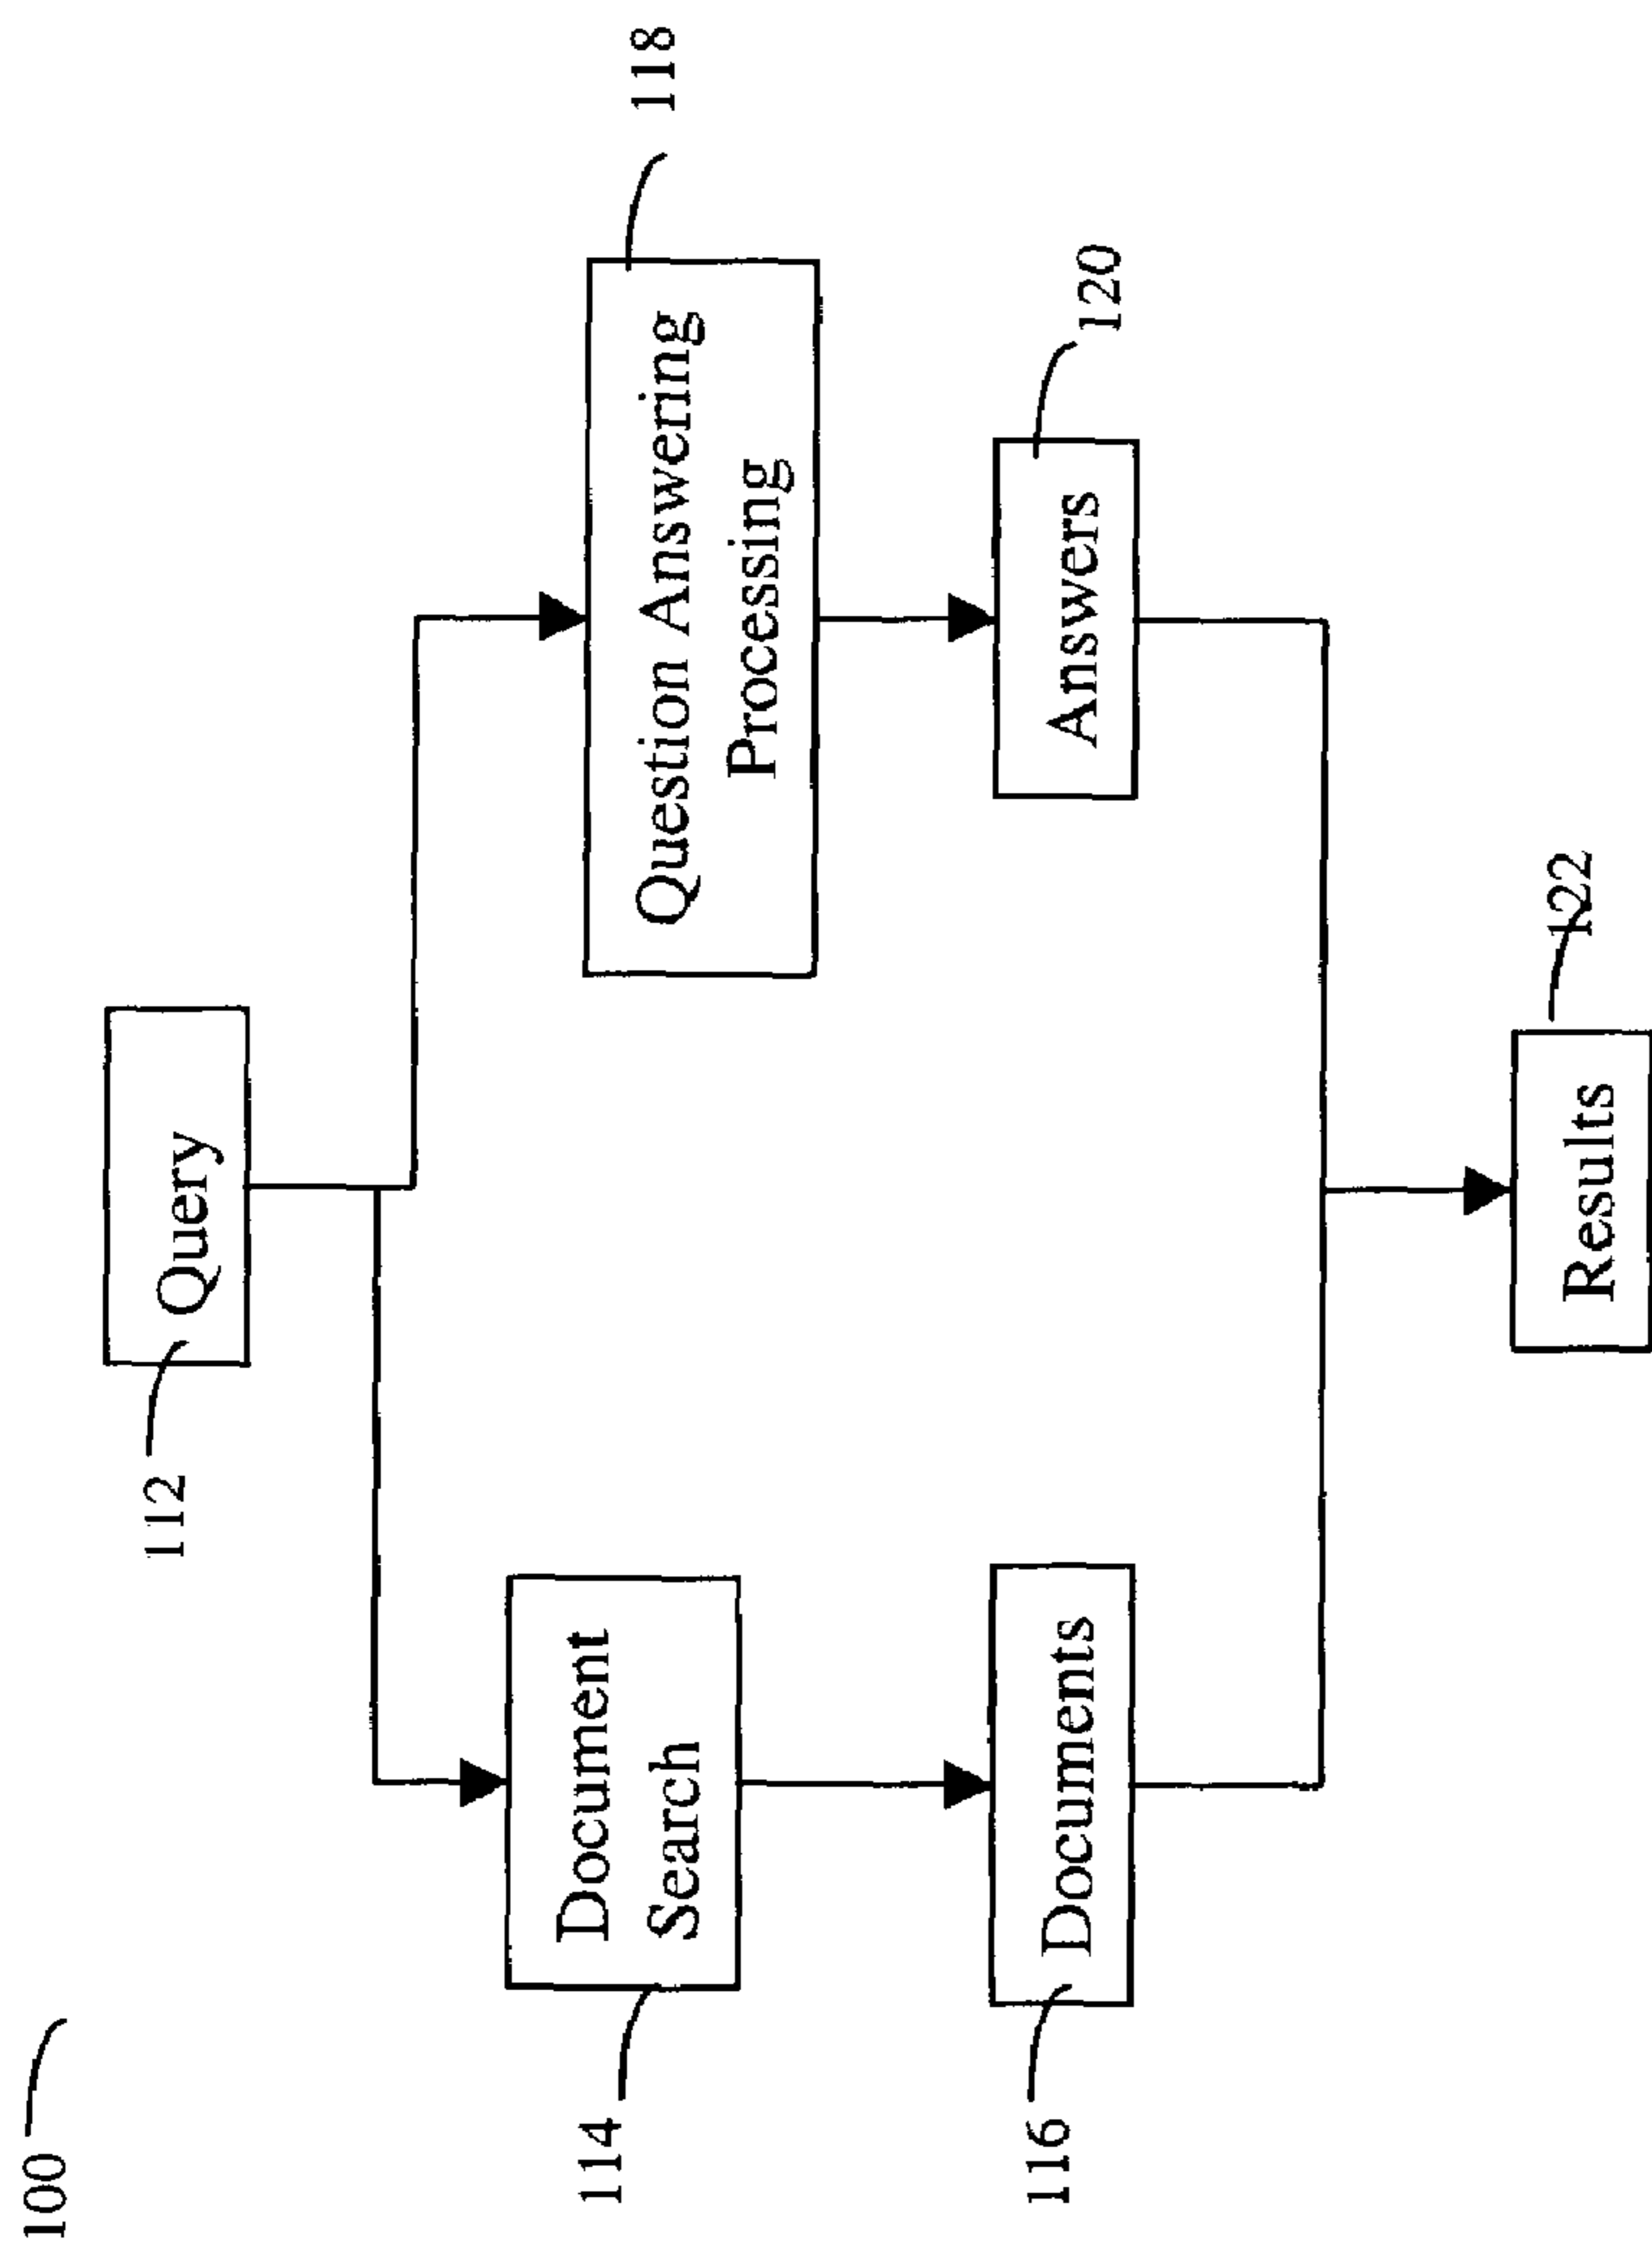 100
112
Query
Document
Search
114
Question Answering
Processing
118
Documents
116
Answers
120
Results
122